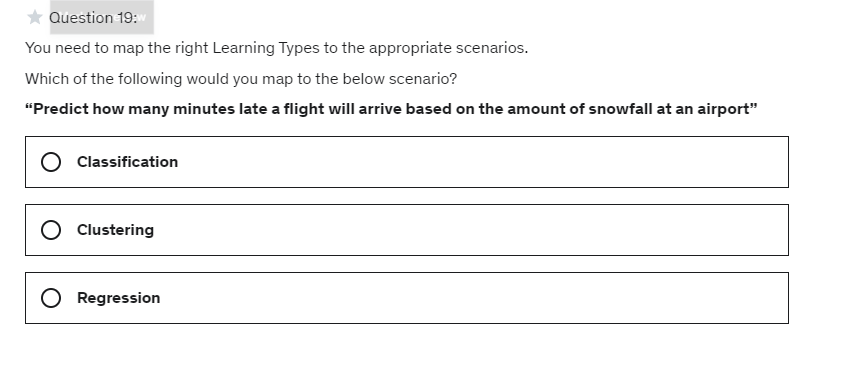 Question 19:
You need to map the right Learning Types to the appropriate scenarios.
Which of the following would you map to the below scenario?
“Predict how many minutes late a flight will arrive based on the amount of snowfall at an airport”
Classification
Clustering
Regression